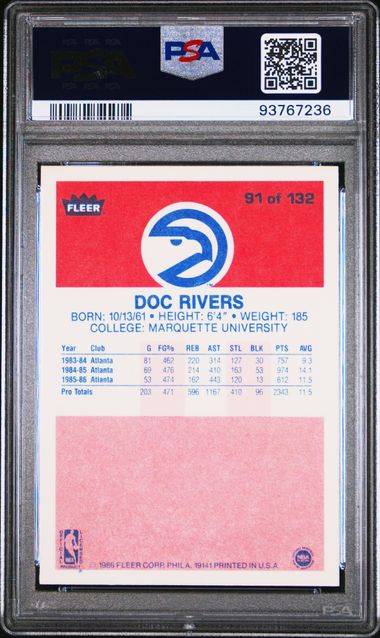 PSA
PSA
93767236
FLEER
91 of 132
DOC RIVERS
BORN: 10/13/61 • HEIGHT: 6'4" • WEIGHT: 185
COLLEGE: MARQUETTE UNIVERSITY
Year Club G FG% REB AST STL BLK PTS AVG
1983-84 Atlanta 81 462 220 314 127 30 757 9.3
1984-85 Atlanta 69 476 214 410 163 53 974 14.1
1985-86 Atlanta 53 474 162 443 120 13 612 11.5
Pro Totals 203 471 596 1167 410 96 2343 11.5
NBA
© 1986 FLEER CORP. PHILA. 19141 PRINTED IN U.S.A.
PSA